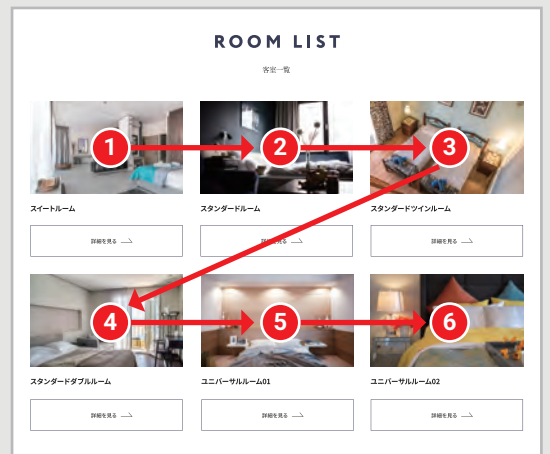 ROOM LIST
客室一覧
1
2
3
スイートルーム
スタンダードルーム
スタンダードツインルーム
詳細を見る
詳細を見る
詳細を見る
4
5
6
スタンダードダブルルーム
ユニバーサルルーム01
ユニバーサルルーム02
詳細を見る
詳細を見る
詳細を見る